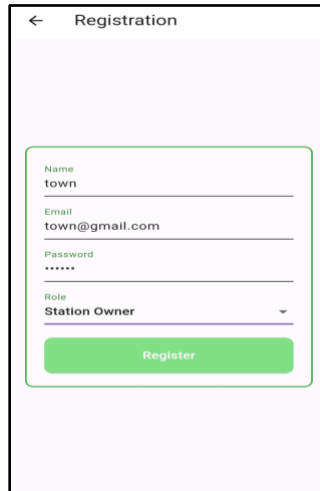 Registration
Name
town
Email
town@gmail.com
Password
••••••
Role
Station Owner
Register